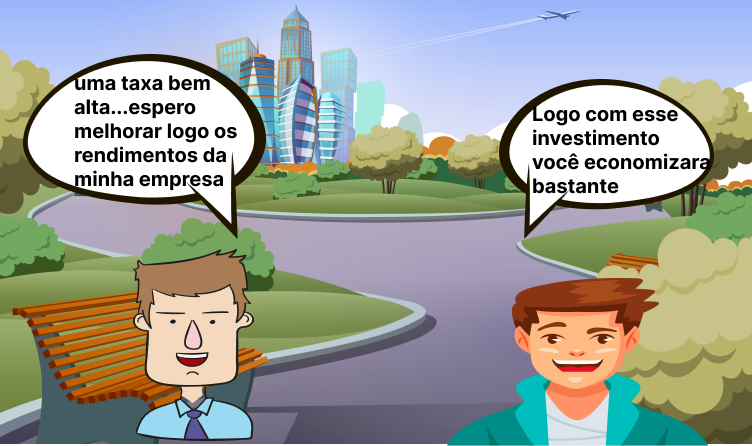 uma taxa bem
alta...espero
melhorar logo os
rendimentos da
minha empresa
Logo com esse
investimento
você economizara
bastante